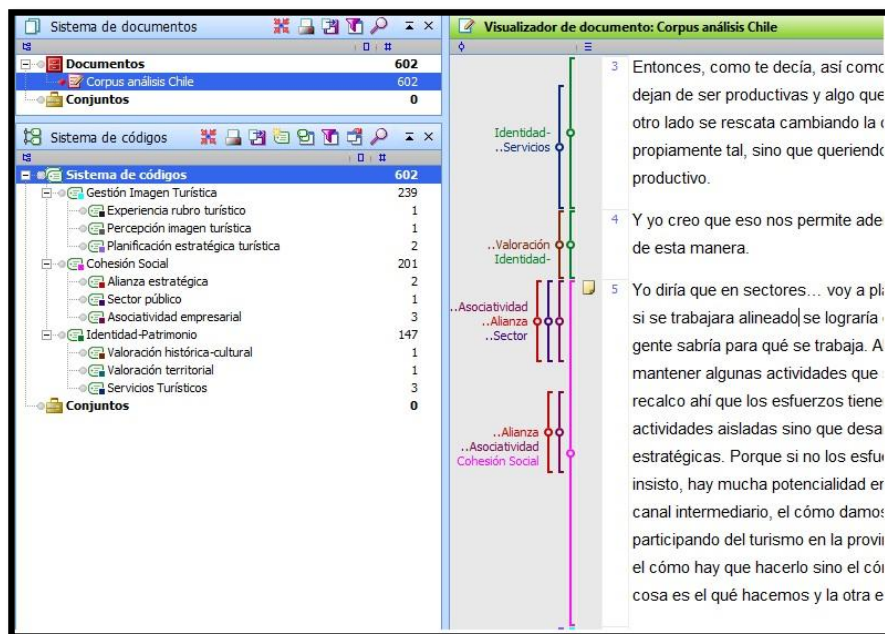 Sistema de documentos
Documentos 602
Corpus análisis Chile 602
Conjuntos 0
Sistema de códigos
Sistema de códigos 602
Gestión Imagen Turística 239
Experiencia rubro turístico 1
Percepción imagen turística 1
Planificación estratégica turística 2
Cohesión Social 201
Alianza estratégica 2
Sector público 1
Asociatividad empresarial 3
Identidad-Patrimonio 147
Valoración histórica-cultural 1
Valoración territorial 1
Servicios Turísticos 3
Conjuntos 0
Visualizador de documento: Corpus análisis Chile
Identidad-
..Servicios
..Valoración
Identidad-
..Asociatividad
..Alianza
..Sector
..Alianza
..Asociatividad
Cohesión Social
3 Entonces, como te decía, así como
dejan de ser productivas y algo que
otro lado se rescata cambiando la
propiamente tal, sino que queriendo
productivo.
4 Y yo creo que eso nos permite ade
de esta manera.
5 Yo diría que en sectores… voy a pla
si se trabajara alineado se lograría
gente sabría para qué se trabaja. A
mantener algunas actividades que
recalco ahí que los esfuerzos tiene
actividades aisladas sino que desa
estratégicas. Porque si no los esfue
insisto, hay mucha potencialidad en
canal intermediario, el cómo damos
participando del turismo en la provi
el cómo hay que hacerlo sino el có
cosa es el qué hacemos y la otra e